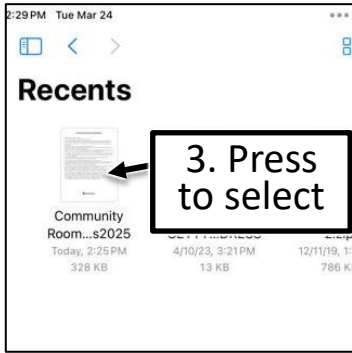 2:29 PM Tue Mar 24
Recents
3. Press
to select
Community
Room...s2025
Today, 2:25 PM
328 KB
4/10/23, 3:21 PM
13 KB
12/11/19, 1:
786 K